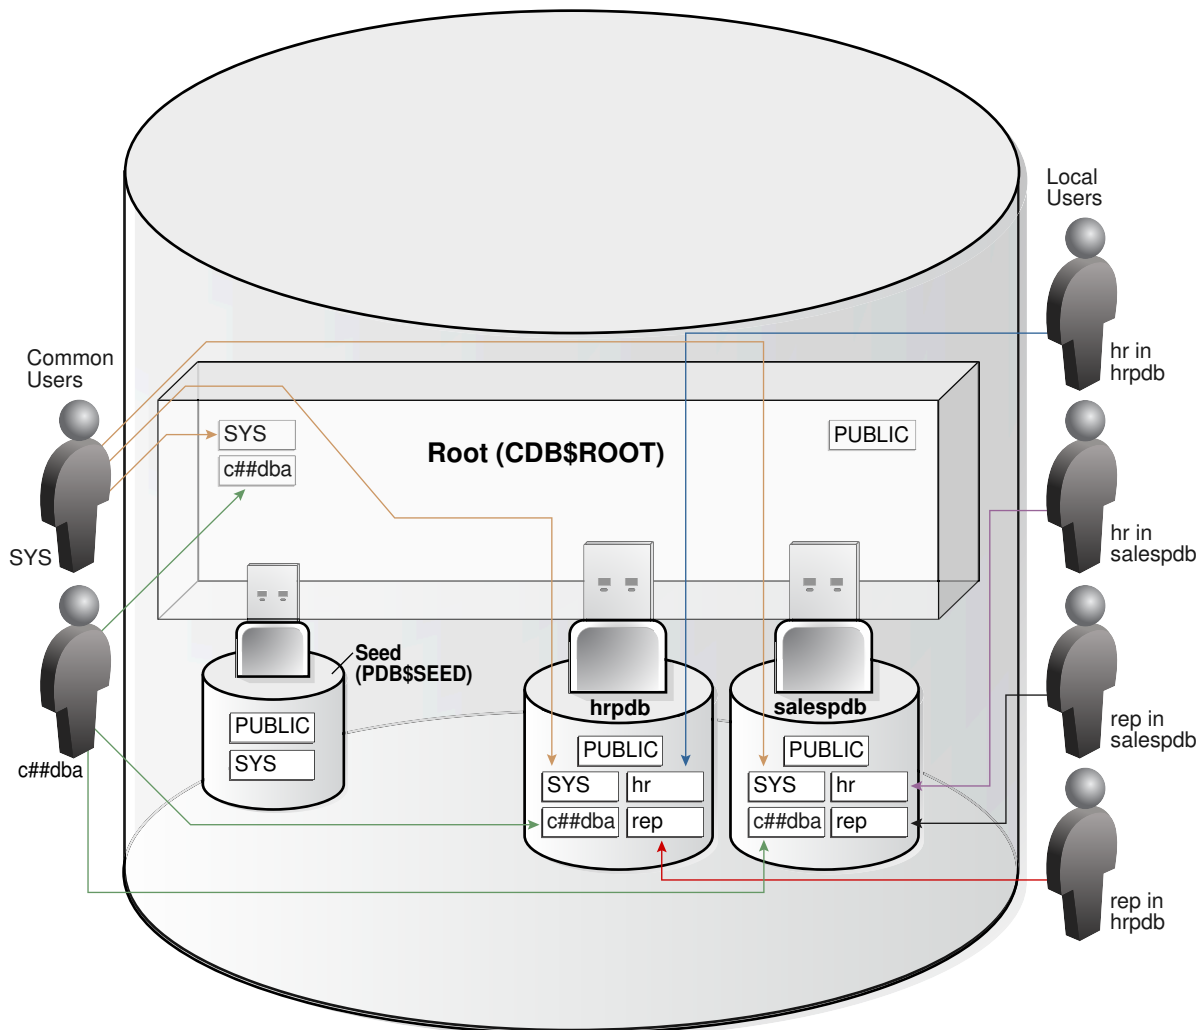 Local
Users
hr in
hrpdb
Common
Users
SYS
c##dba
Root (CDB$ROOT)
PUBLIC
SYS
hr in
salespdb
c##dba
Seed
(PDB$SEED)
PUBLIC
SYS
hrpdb
PUBLIC
SYS
hr
c##dba
rep
salespdb
PUBLIC
SYS
hr
c##dba
rep
rep in
salespdb
rep in
hrpdb